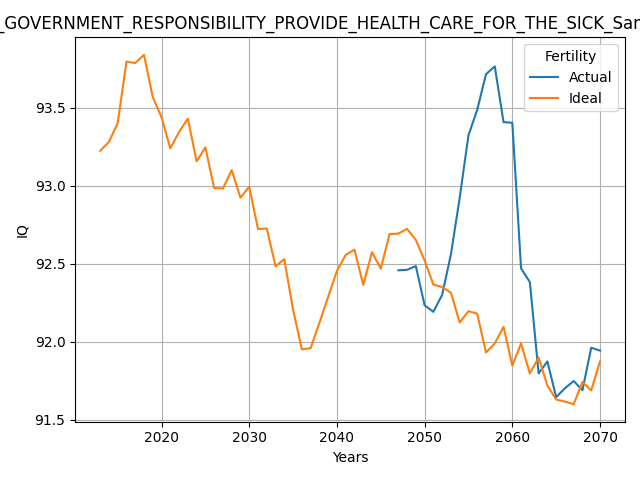 _GOVERNMENT_RESPONSIBILITY_PROVIDE_HEALTH_CARE_FOR_THE_SICK_Sa
Fertility
Actual
Ideal
93.5
93.0
92.5
92.0
91.5
IQ
2020 2030 2040 2050 2060 2070
Years